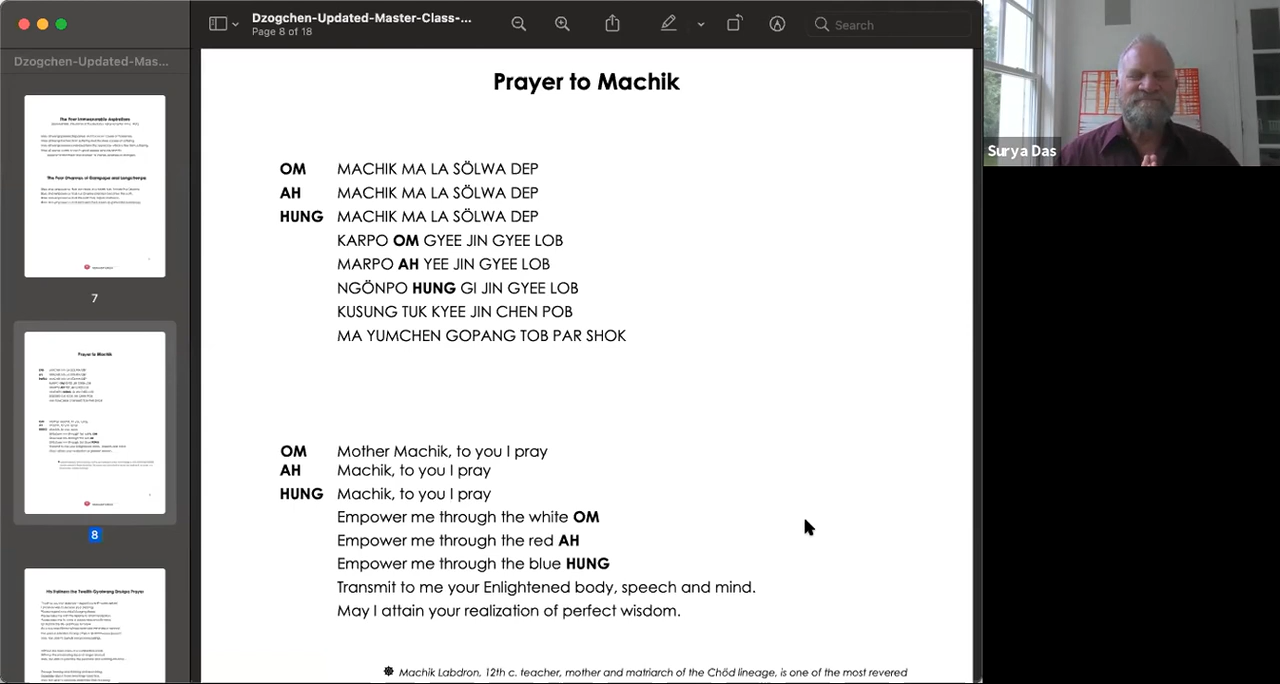 Dzogchen-Updated-Master-Class-...
Page 8 of 18
Search
Dzogchen-Updated-Mas...
7
8
Prayer to Machik
OM MACHIK MA LA SÖLWA DEP
AH MACHIK MA LA SÖLWA DEP
HUNG MACHIK MA LA SÖLWA DEP
KARPO OM GYEE JIN GYEE LOB
MARPO AH YEE JIN GYEE LOB
NGÖNPO HUNG GI JIN GYEE LOB
KUSUNG TUK KYEE JIN CHEN POB
MA YUMCHEN GOPANG TOB PAR SHOK
OM Mother Machik, to you I pray
AH Machik, to you I pray
HUNG Machik, to you I pray
Empower me through the white OM
Empower me through the red AH
Empower me through the blue HUNG
Transmit to me your Enlightened body, speech and mind.
May I attain your realization of perfect wisdom.
Machik Labdron, 12th c. teacher, mother and matriarch of the Chöd lineage, is one of the most revered
Surya Das